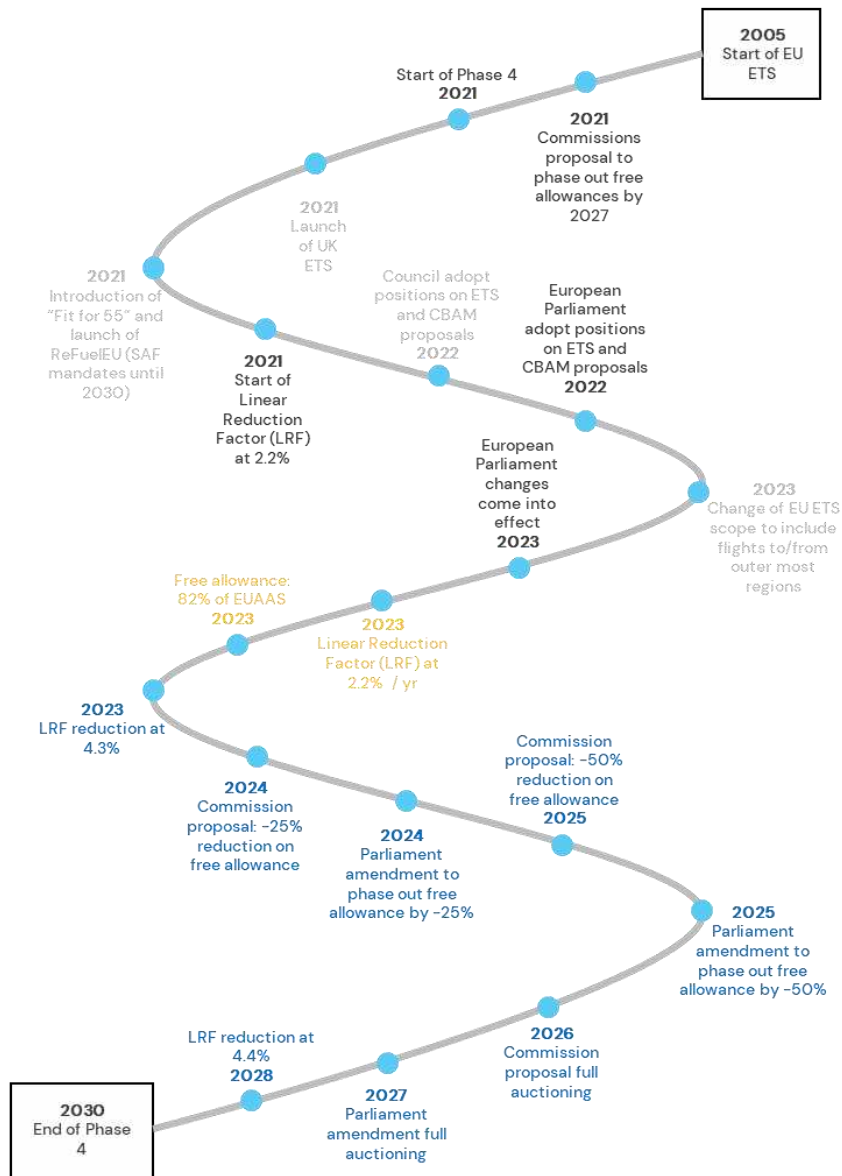 2005
Start of EU
ETS
2021
Commissions
proposal to
phase out free
allowances by
2027
Start of Phase 4
2021
2021
Launch
of UK
ETS
2021
Introduction of
"Fit for 55" and
launch of
ReFuelEU (SAF
mandates until
2030)
2021
Start of
Linear
Reduction
Factor (LRF)
at 2.2%
Council adopt
positions on ETS
and CBAM
proposals
2022
European
Parliament
adopt positions
on ETS and
CBAM proposals
2022
2023
Change of EU ETS
scope to include
flights to/from
outer most
regions
European
Parliament
changes
come into
effect
2023
2023
Linear Reduction
Factor (LRF) at
2.2% / yr
Free allowance:
82% of EUAAS
2023
2023
LRF reduction at
4.3%
2024
Commission
proposal: -25%
reduction on
free allowance
2024
Parliament
amendment to
phase out free
allowance by -25%
Commission
proposal: -50%
reduction on
free allowance
2025
2025
Parliament
amendment to
phase out free
allowance by -50%
2026
Commission
proposal full
auctioning
2027
Parliament
amendment full
auctioning
LRF reduction at
4.4%
2028
2030
End of Phase
4